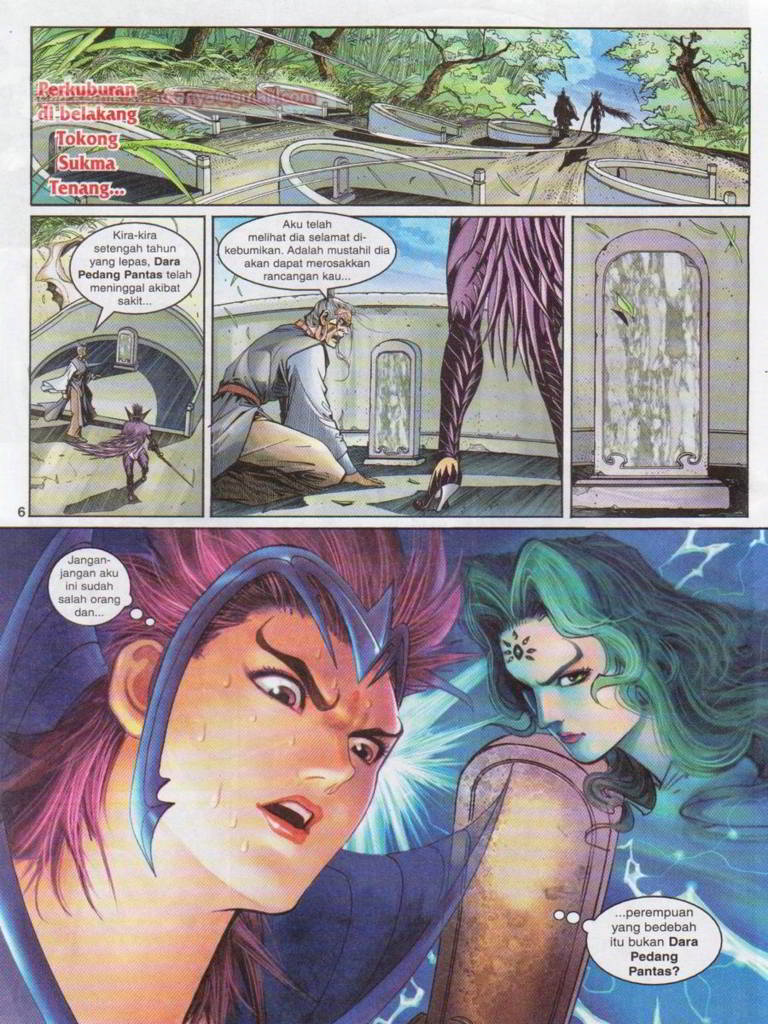 Perkuburan
di belakang
Tokong
Sukma
Tenang...
Kira-kira
setengah tahun
yang lepas, Dara
Pedang Pantas telah
meninggal akibat
sakit...
Aku telah
melihat dia selamat di-
kebumikan. Adalah mustahil dia
akan dapat merosakkan
rancangan kau...
6
Jangan-
jangan aku
ini sudah
salah orang
dan...
...perempuan
yang bedebah
itu bukan Dara
Pedang
Pantas?